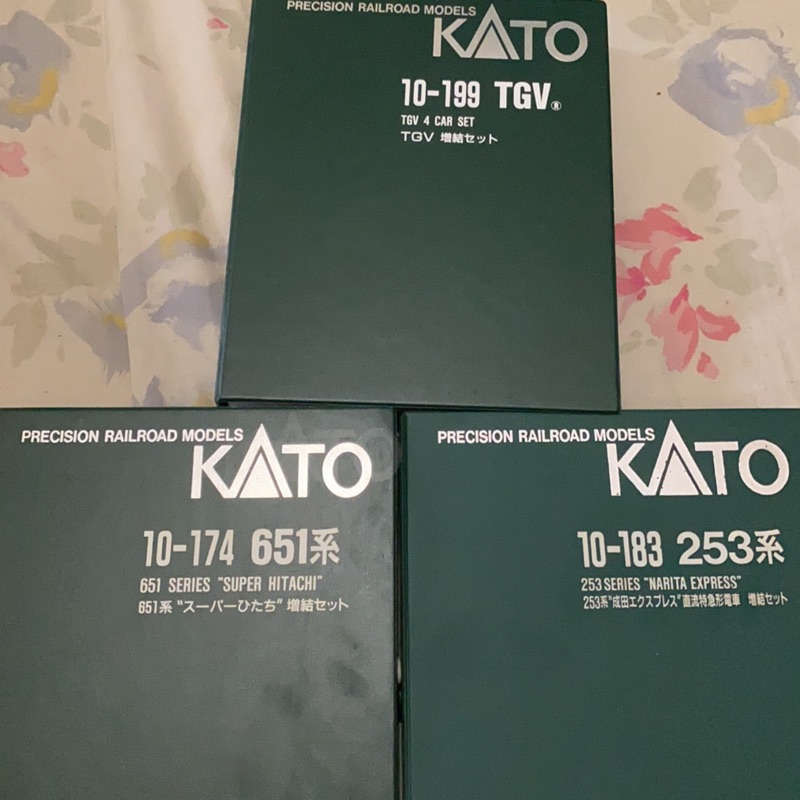 PRECISION RAILROAD MODELS
KATO
10-199 TGV®
TGV 4 CAR SET
TGV 増結セット
PRECISION RAILROAD MODELS
KATO
10-174 651系
651 SERIES "SUPER HITACHI"
651系"スーパーひたち"増結セット
PRECISION RAILROAD MODELS
KATO
10-183 253系
253 SERIES "NARITA EXPRESS"
253系"成田エクスプレス"直流特急形電車 増結セット